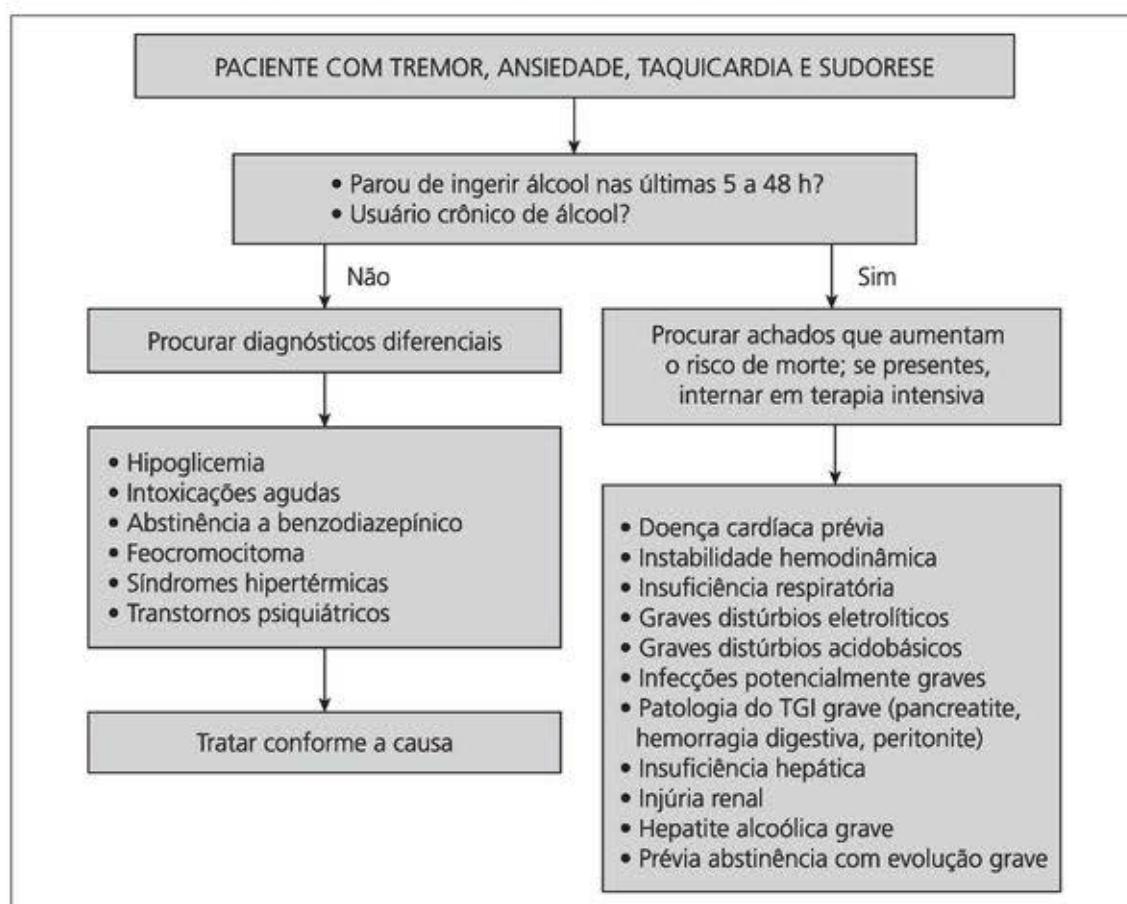 PACIENTE COM TREMOR, ANSIEDADE, TAQUICARDIA E SUDORESE
• Parou de ingerir álcool nas últimas 5 a 48 h?
• Usuário crônico de álcool?
Não
Sim
Procurar diagnósticos diferenciais
• Hipoglicemia
• Intoxicações agudas
• Abstinência a benzodiazepínico
• Feocromocitoma
• Síndromes hipertérmicas
• Transtornos psiquiátricos
Tratar conforme a causa
Procurar achados que aumentam
o risco de morte; se presentes,
internar em terapia intensiva
• Doença cardíaca prévia
• Instabilidade hemodinâmica
• Insuficiência respiratória
• Graves distúrbios eletrolíticos
• Graves distúrbios acidobásicos
• Infecções potencialmente graves
• Patologia do TGI grave (pancreatite,
hemorragia digestiva, peritonite)
• Insuficiência hepática
• Injúria renal
• Hepatite alcoólica grave
• Prévia abstinência com evolução grave